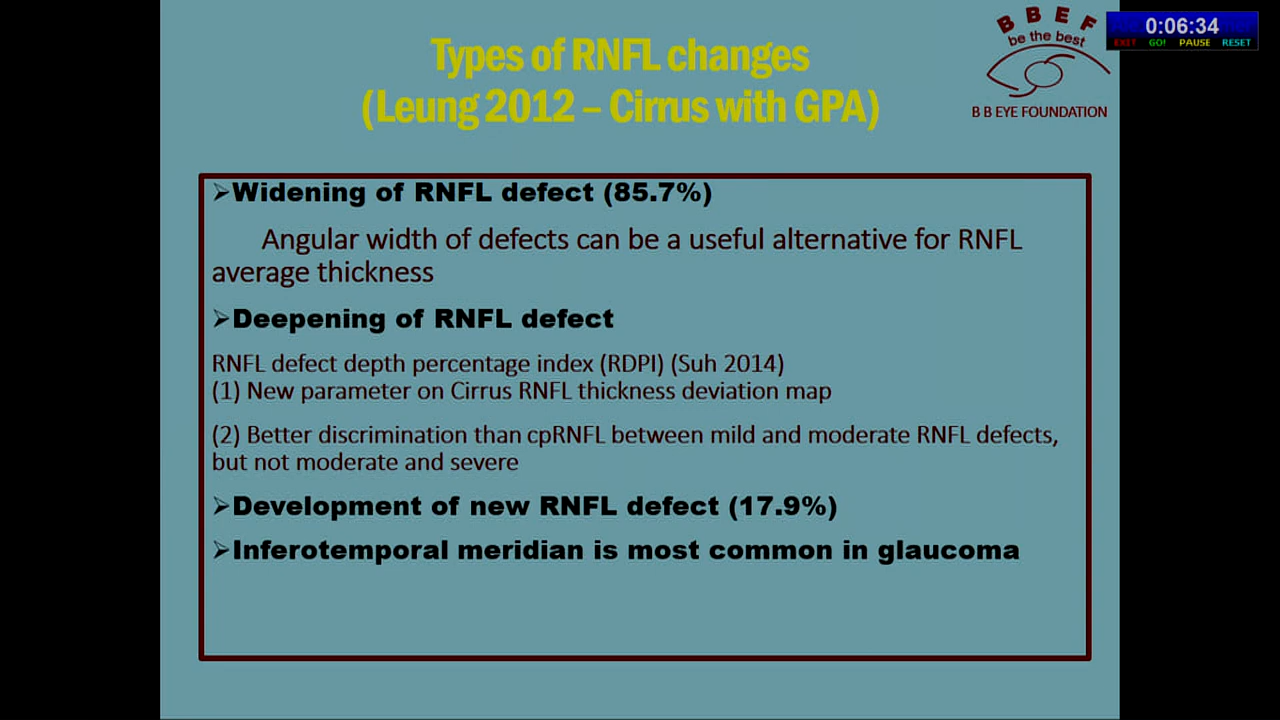 Types of RNFL changes
(Leung 2012 – Cirrus with GPA)
BBEF
be the best
B B EYE FOUNDATION
0:06:34
EXIT GO! PAUSE RESET
➢Widening of RNFL defect (85.7%)
Angular width of defects can be a useful alternative for RNFL
average thickness
➢Deepening of RNFL defect
RNFL defect depth percentage index (RDPI) (Suh 2014)
(1) New parameter on Cirrus RNFL thickness deviation map
(2) Better discrimination than cpRNFL between mild and moderate RNFL defects,
but not moderate and severe
➢Development of new RNFL defect (17.9%)
➢Inferotemporal meridian is most common in glaucoma